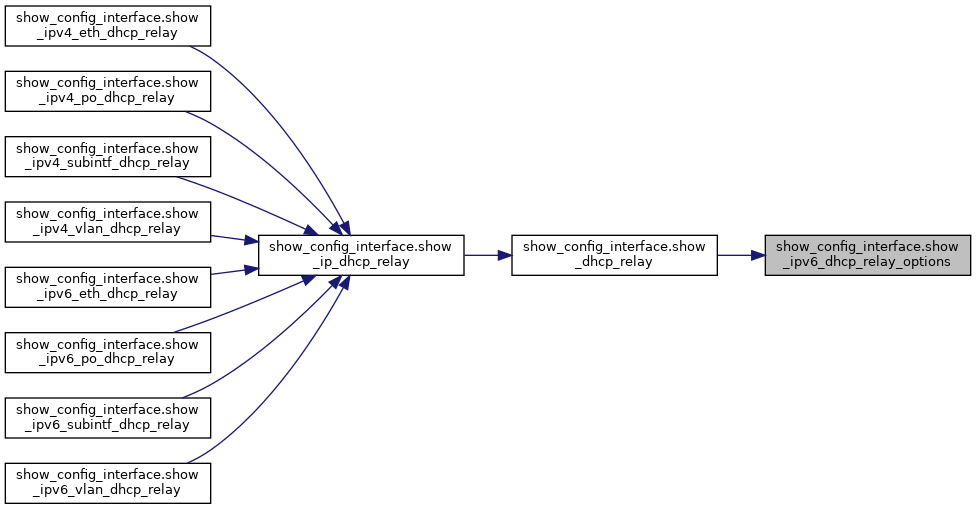 show_config_interface.show
_ipv4_eth_dhcp_relay
show_config_interface.show
_ipv4_po_dhcp_relay
show_config_interface.show
_ipv4_subintf_dhcp_relay
show_config_interface.show
_ipv4_vlan_dhcp_relay
show_config_interface.show
_ipv6_eth_dhcp_relay
show_config_interface.show
_ipv6_po_dhcp_relay
show_config_interface.show
_ipv6_subintf_dhcp_relay
show_config_interface.show
_ipv6_vlan_dhcp_relay
show_config_interface.show
_ip_dhcp_relay
show_config_interface.show
_dhcp_relay
show_config_interface.show
_ipv6_dhcp_relay_options